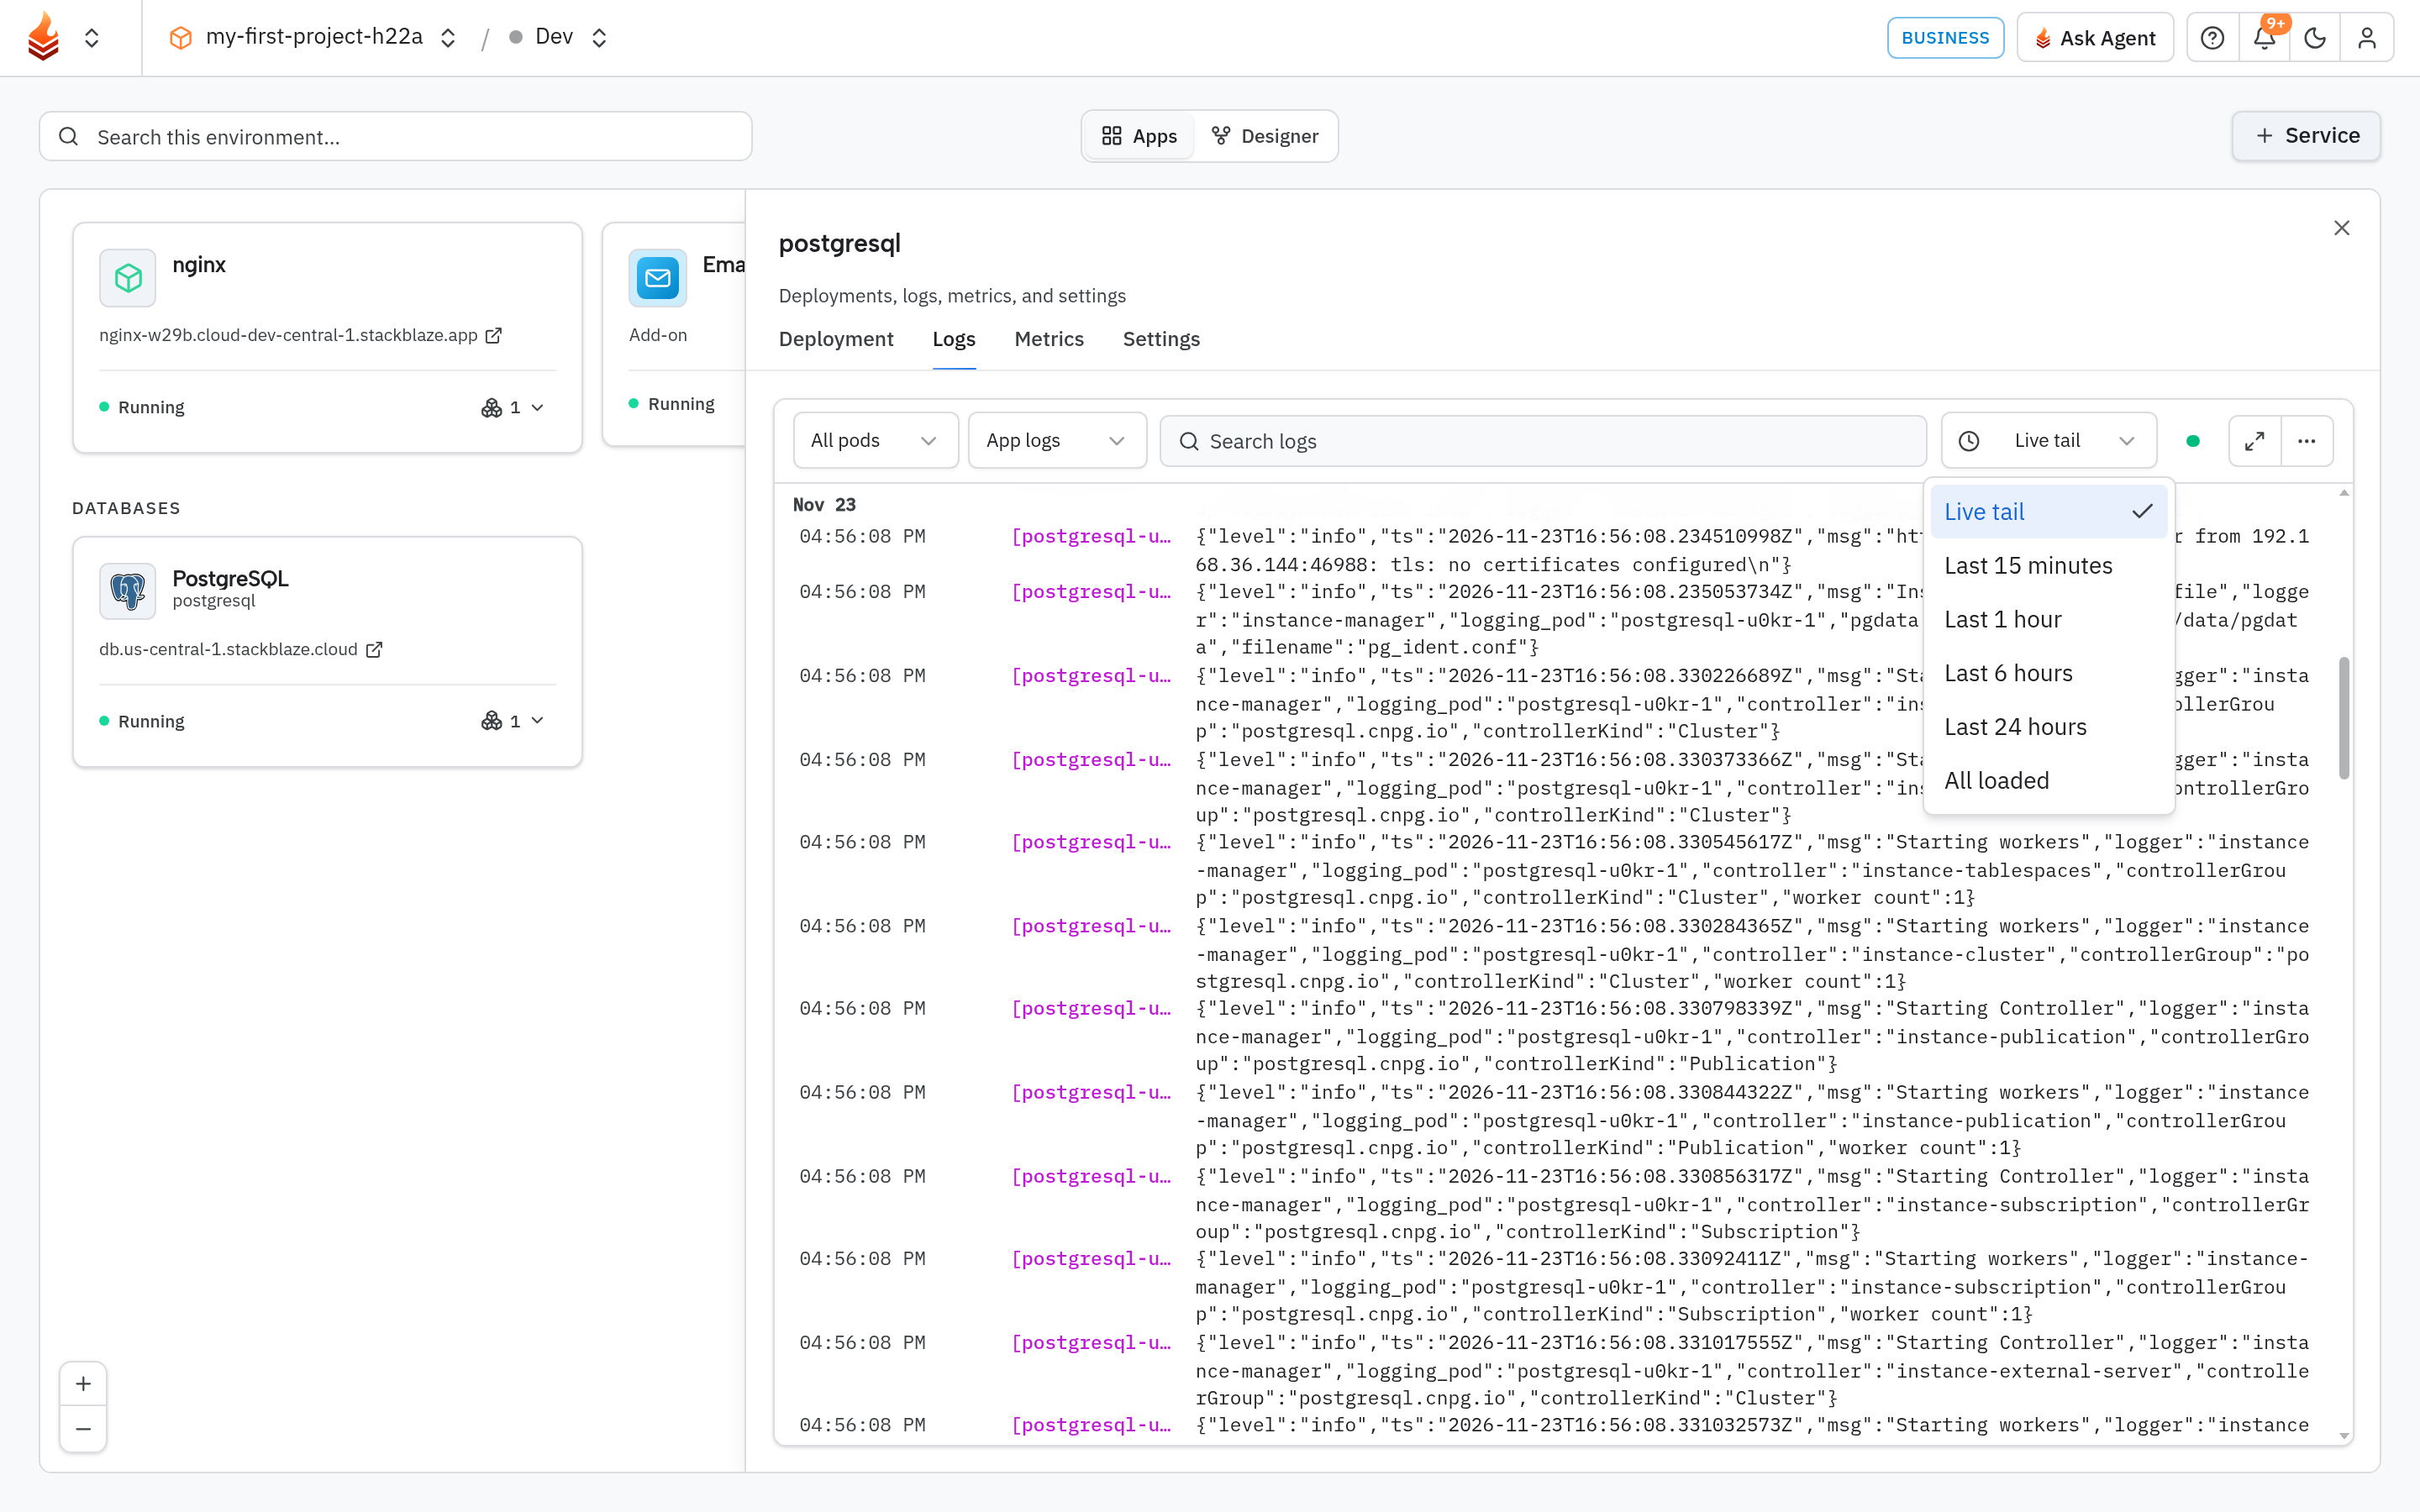 my-first-project-h22a / Dev
BUSINESS
Ask Agent
9+
Search this environment...
Apps
Designer
+ Service
nginx
nginx-w29b.cloud-dev-central-1.stackblaze.app
Running
1
Ema
Add-on
Running
DATABASES
PostgreSQL
postgresql
db.us-central-1.stackblaze.cloud
Running
1
postgresql
Deployments, logs, metrics, and settings
Deployment
Logs
Metrics
Settings
All pods
App logs
Search logs
Live tail
Live tail
Last 15 minutes
Last 1 hour
Last 6 hours
Last 24 hours
All loaded
Nov 23
04:56:08 PM [postgresql-u… {"level":"info","ts":"2026-11-23T16:56:08.234510998Z","msg":"ht r from 192.1
68.36.144:46988: tls: no certificates configured\n"}
04:56:08 PM [postgresql-u… {"level":"info","ts":"2026-11-23T16:56:08.235053734Z","msg":"Ins file","logge
r":"instance-manager","logging_pod":"postgresql-u0kr-1","pgdata /data/pgdat
a","filename":"pg_ident.conf"}
04:56:08 PM [postgresql-u… {"level":"info","ts":"2026-11-23T16:56:08.330226689Z","msg":"Sta gger":"insta
nce-manager","logging_pod":"postgresql-u0kr-1","controller":"ins ollerGrou
p":"postgresql.cnpg.io","controllerKind":"Cluster"}
04:56:08 PM [postgresql-u… {"level":"info","ts":"2026-11-23T16:56:08.330373366Z","msg":"Sta gger":"insta
nce-manager","logging_pod":"postgresql-u0kr-1","controller":"ins ontrollerGro
up":"postgresql.cnpg.io","controllerKind":"Cluster"}
04:56:08 PM [postgresql-u… {"level":"info","ts":"2026-11-23T16:56:08.330545617Z","msg":"Starting workers","logger":"instance
-manager","logging_pod":"postgresql-u0kr-1","controller":"instance-tablespaces","controllerGrou
p":"postgresql.cnpg.io","controllerKind":"Cluster","worker count":1}
04:56:08 PM [postgresql-u… {"level":"info","ts":"2026-11-23T16:56:08.330284365Z","msg":"Starting workers","logger":"instance
-manager","logging_pod":"postgresql-u0kr-1","controller":"instance-cluster","controllerGroup":"po
stgresql.cnpg.io","controllerKind":"Cluster","worker count":1}
04:56:08 PM [postgresql-u… {"level":"info","ts":"2026-11-23T16:56:08.330798339Z","msg":"Starting Controller","logger":"insta
nce-manager","logging_pod":"postgresql-u0kr-1","controller":"instance-publication","controllerGro
up":"postgresql.cnpg.io","controllerKind":"Publication"}
04:56:08 PM [postgresql-u… {"level":"info","ts":"2026-11-23T16:56:08.330844322Z","msg":"Starting workers","logger":"instance
-manager","logging_pod":"postgresql-u0kr-1","controller":"instance-publication","controllerGrou
p":"postgresql.cnpg.io","controllerKind":"Publication","worker count":1}
04:56:08 PM [postgresql-u… {"level":"info","ts":"2026-11-23T16:56:08.330856317Z","msg":"Starting Controller","logger":"insta
nce-manager","logging_pod":"postgresql-u0kr-1","controller":"instance-subscription","controllerGr
oup":"postgresql.cnpg.io","controllerKind":"Subscription"}
04:56:08 PM [postgresql-u… {"level":"info","ts":"2026-11-23T16:56:08.33092411Z","msg":"Starting workers","logger":"instance-
manager","logging_pod":"postgresql-u0kr-1","controller":"instance-subscription","controllerGrou
p":"postgresql.cnpg.io","controllerKind":"Subscription","worker count":1}
04:56:08 PM [postgresql-u… {"level":"info","ts":"2026-11-23T16:56:08.331017555Z","msg":"Starting Controller","logger":"insta
nce-manager","logging_pod":"postgresql-u0kr-1","controller":"instance-external-server","controlle
rGroup":"postgresql.cnpg.io","controllerKind":"Cluster"}
04:56:08 PM [postgresql-u… {"level":"info","ts":"2026-11-23T16:56:08.331032573Z","msg":"Starting workers","logger":"instance